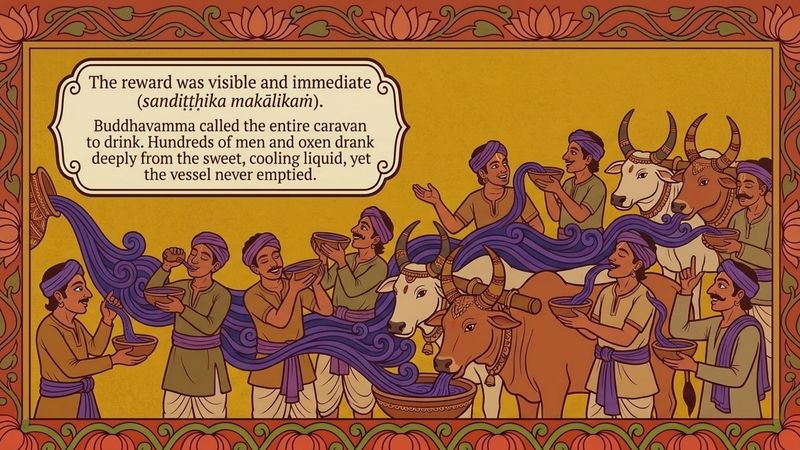 The reward was visible and immediate
(sandiṭṭhika makālikaṁ).
Buddhavamma called the entire caravan
to drink. Hundreds of men and oxen drank
deeply from the sweet, cooling liquid, yet
the vessel never emptied.